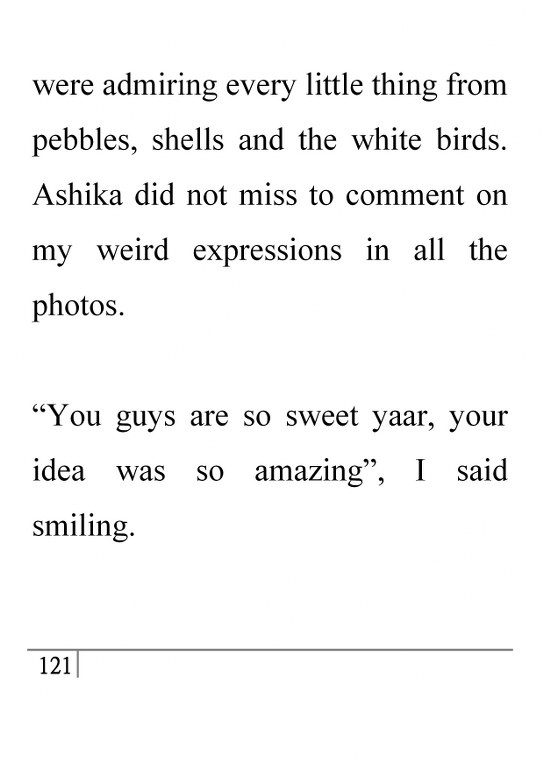 were admiring every little thing from
pebbles, shells and the white birds.
Ashika did not miss to comment on
my weird expressions in all the
photos.
“You guys are so sweet yaar, your
idea was so amazing”, I said
smiling.
121